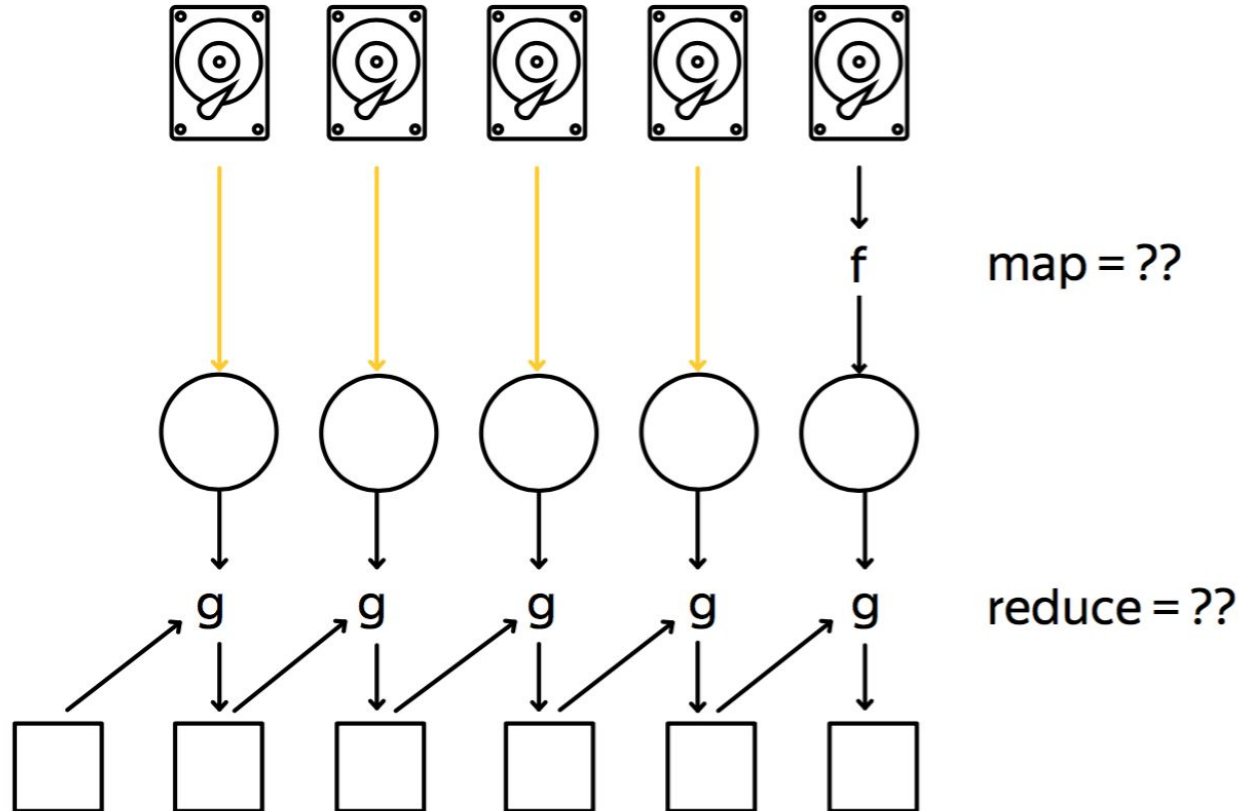 f map = ??
g g g g g reduce = ??